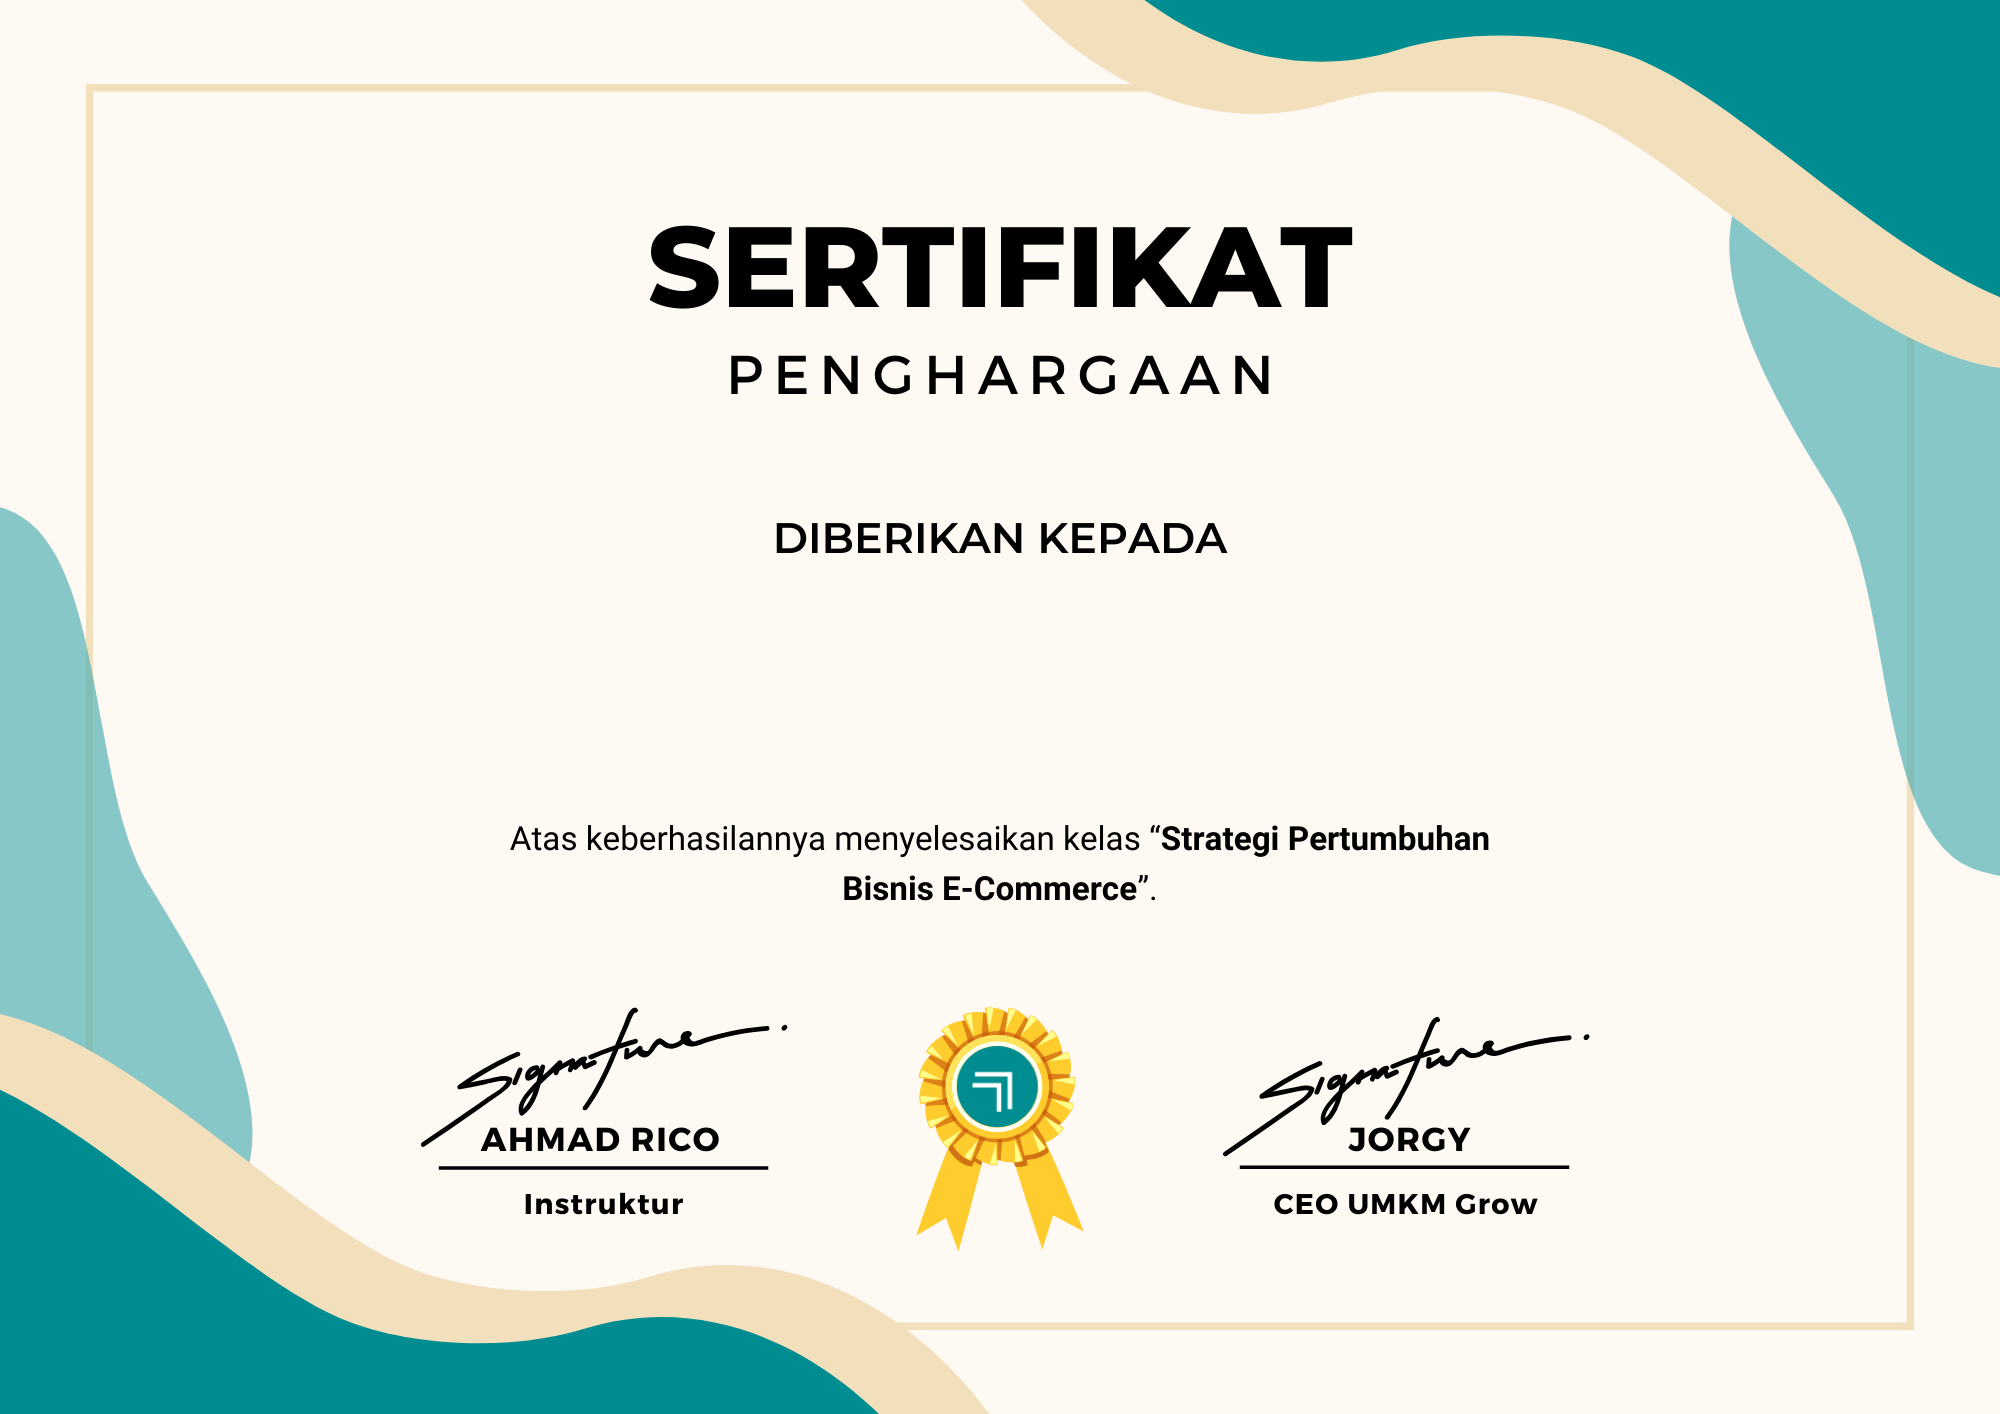 SERTIFIKAT
PENGHARGAAN
DIBERIKAN KEPADA
Atas keberhasilannya menyelesaikan kelas “Strategi Pertumbuhan
Bisnis E-Commerce”.
Signature
AHMAD RICO
Instruktur
Signature
JORGY
CEO UMKM Grow